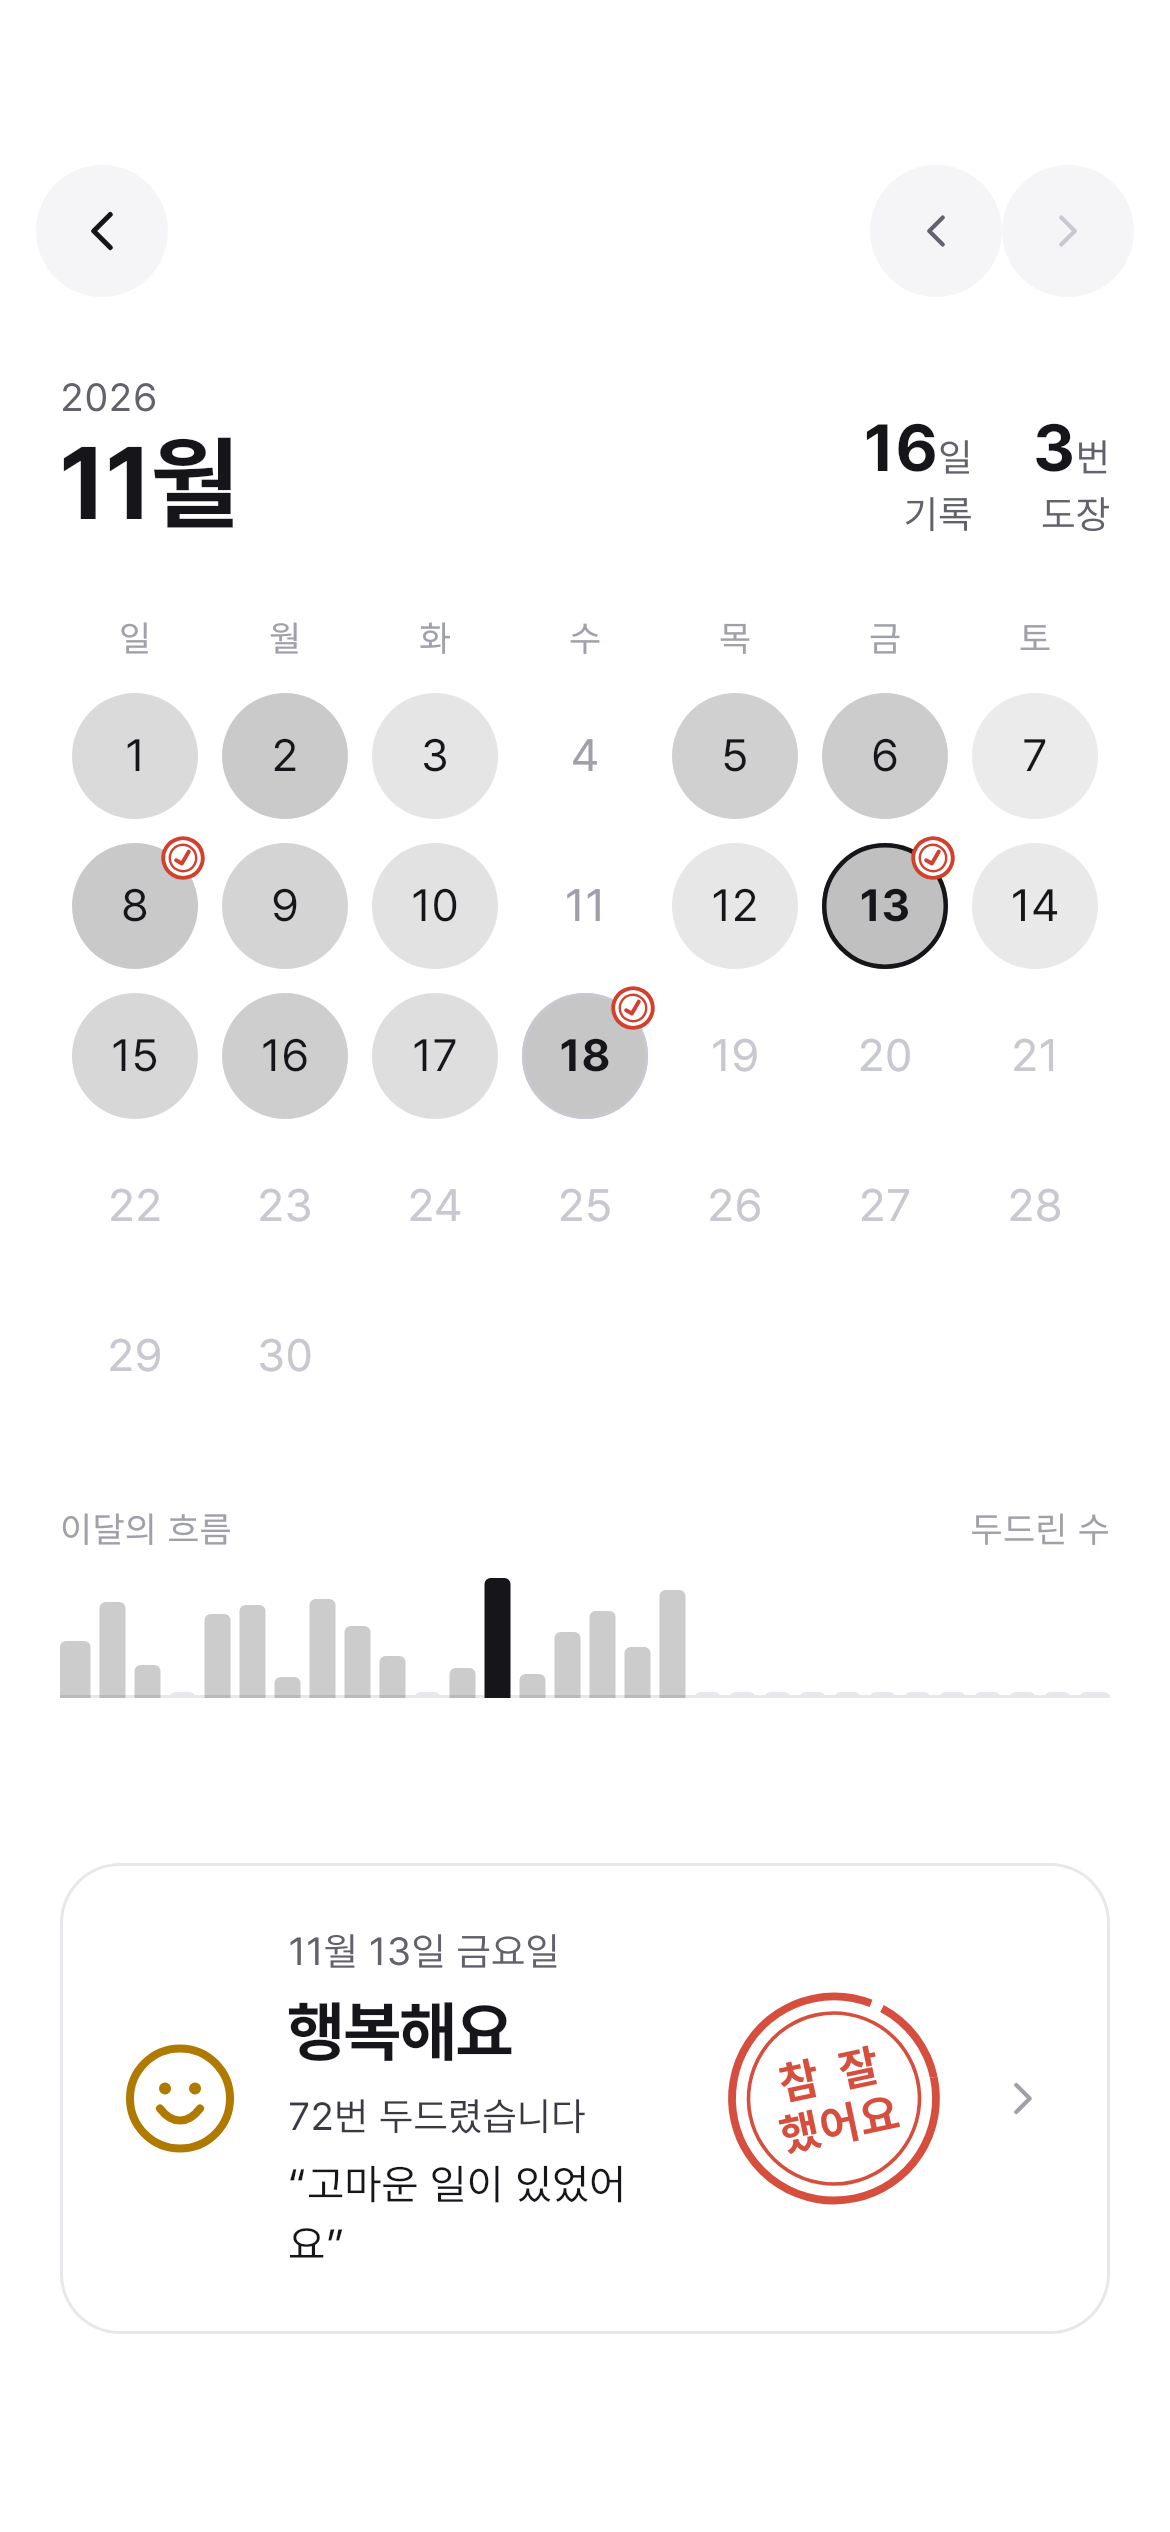 2026
11월
16일 3번
기록 도장
일 월 화 수 목 금 토
1 2 3 4 5 6 7
8 9 10 11 12 13 14
15 16 17 18 19 20 21
22 23 24 25 26 27 28
29 30
이달의 흐름 두드린 수
11월 13일 금요일
행복해요
72번 두드렸습니다
“고마운 일이 있었어
요”
참 잘
했어요